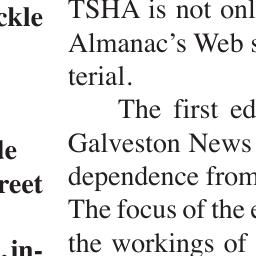 TSHA is not onl
Almanac's Web s
terial.
The first ed
Galveston News
dependence from
The focus of the e
the workings of
ckle
le
reet
. in-